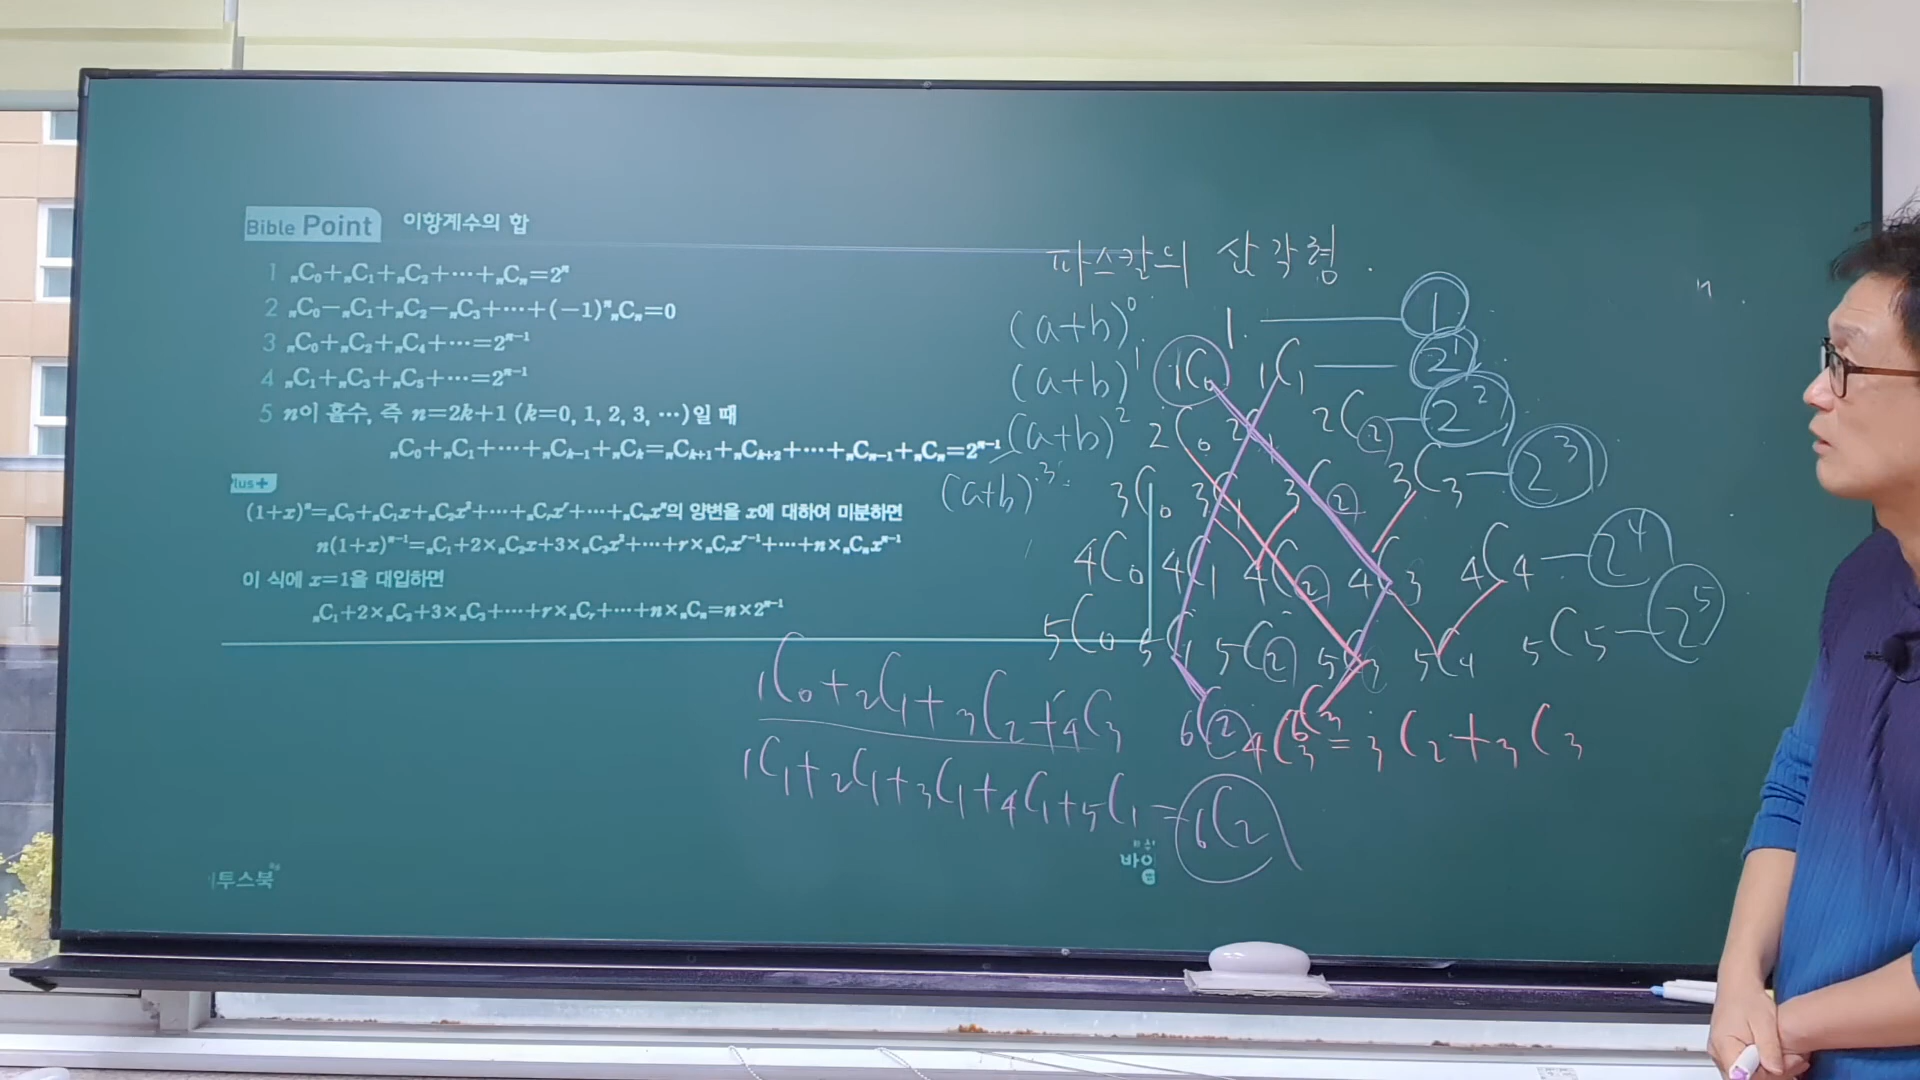 Bible Point 이항계수의 합
1 ₙC₀+ₙC₁+ₙC₂+⋯+ₙCₙ=2ⁿ
2 ₙC₀−ₙC₁+ₙC₂−ₙC₃+⋯+(−1)ⁿₙCₙ=0
3 ₙC₀+ₙC₂+ₙC₄+⋯=2ⁿ⁻¹
4 ₙC₁+ₙC₃+ₙC₅+⋯=2ⁿ⁻¹
5 n이 홀수, 즉 n=2k+1 (k=0, 1, 2, 3, ⋯)일 때
ₙC₀+ₙC₁+⋯+ₙCₖ₋₁+ₙCₖ=ₙCₖ₊₁+ₙCₖ₊₂+⋯+ₙCₙ₋₁+ₙCₙ=2ⁿ⁻¹
lus+
(1+x)ⁿ=ₙC₀+ₙC₁x+ₙC₂x²+⋯+ₙCᵣxʳ+⋯+ₙCₙxⁿ의 양변을 x에 대하여 미분하면
n(1+x)ⁿ⁻¹=ₙC₁+2×ₙC₂x+3×ₙC₃x²+⋯+r×ₙCᵣxʳ⁻¹+⋯+n×ₙCₙxⁿ⁻¹
이 식에 x=1을 대입하면
ₙC₁+2×ₙC₂+3×ₙC₃+⋯+r×ₙCᵣ+⋯+n×ₙCₙ=n×2ⁿ⁻¹
투스북
파스칼의 삼각형.
n
(a+b)⁰ 1 1
(a+b)¹ ₁C₀ ₁C₁ 2¹
(a+b)² ₂C₀ ₂C₁ ₂C₂ 2²
(a+b)³ ₃C₀ ₃C₁ ₃C₂ ₃C₃ 2³
₄C₀ ₄C₁ ₄C₂ ₄C₃ ₄C₄ 2⁴
₅C₀ ₅C₁ ₅C₂ ₅C₃ ₅C₄ ₅C₅ 2⁵
₆C₂ ₆C₃
₄C₃=₃C₂+₃C₃
₁C₀+₂C₁+₃C₂+₄C₃
₁C₁+₂C₁+₃C₁+₄C₁+₅C₁=₆C₂